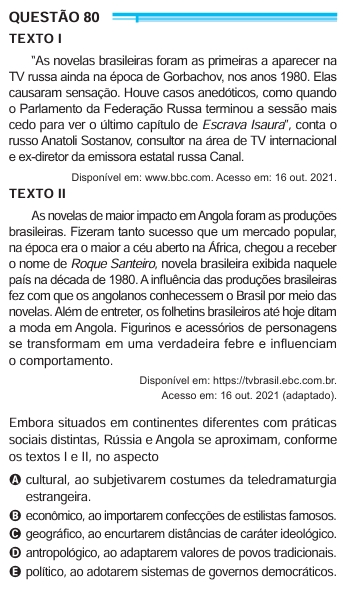 QUESTÃO 80
TEXTO I
"As novelas brasileiras foram as primeiras a aparecer na
TV russa ainda na época de Gorbachov, nos anos 1980. Elas
causaram sensação. Houve casos anedóticos, como quando
o Parlamento da Federação Russa terminou a sessão mais
cedo para ver o último capítulo de Escrava Isaura", conta o
russo Anatoli Sostanov, consultor na área de TV internacional
e ex-diretor da emissora estatal russa Canal.
Disponível em: www.bbc.com. Acesso em: 16 out. 2021.
TEXTO II
As novelas de maior impacto em Angola foram as produções
brasileiras. Fizeram tanto sucesso que um mercado popular,
na época era o maior a céu aberto na África, chegou a receber
o nome de Roque Santeiro, novela brasileira exibida naquele
país na década de 1980. A influência das produções brasileiras
fez com que os angolanos conhecessem o Brasil por meio das
novelas. Além de entreter, os folhetins brasileiros até hoje ditam
a moda em Angola. Figurinos e acessórios de personagens
se transformam em uma verdadeira febre e influenciam
o comportamento.
Disponível em: https://tvbrasil.ebc.com.br.
Acesso em: 16 out. 2021 (adaptado).
Embora situados em continentes diferentes com práticas
sociais distintas, Rússia e Angola se aproximam, conforme
os textos I e II, no aspecto
A cultural, ao subjetivarem costumes da teledramaturgia
estrangeira.
B econômico, ao importarem confecções de estilistas famosos.
C geográfico, ao encurtarem distâncias de caráter ideológico.
D antropológico, ao adaptarem valores de povos tradicionais.
E político, ao adotarem sistemas de governos democráticos.